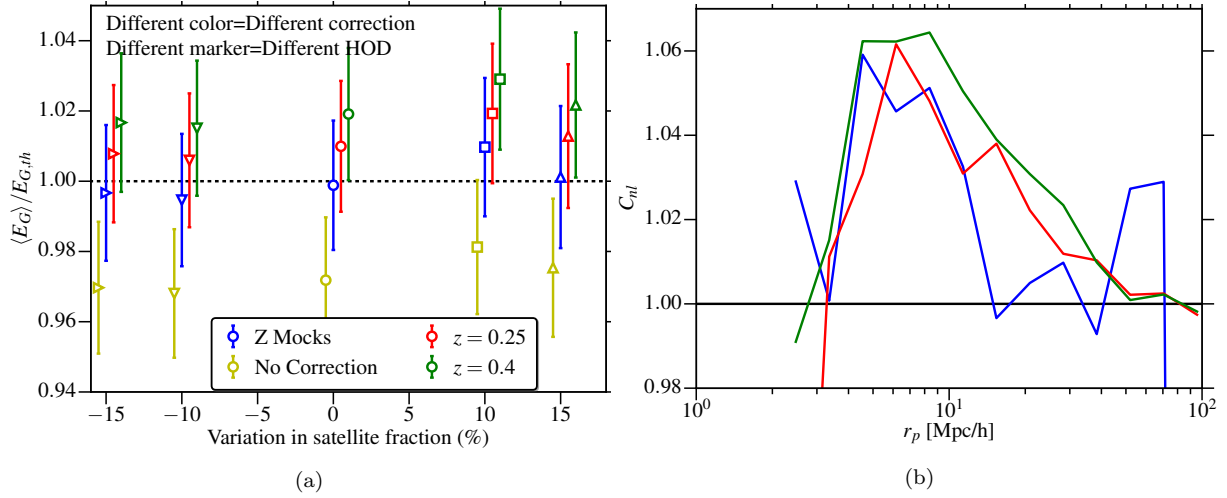 Different color=Different correction
Different marker=Different HOD
1.04
1.02
1.00
0.98
0.96
0.94
⟨E_G⟩/E_{G,th}
Z Mocks
No Correction
z = 0.25
z = 0.4
−15 −10 −5 0 5 10 15
Variation in satellite fraction (%)
(a)
1.06
1.04
1.02
1.00
0.98
C_{nl}
10^0 10^1 10^2
r_p [Mpc/h]
(b)